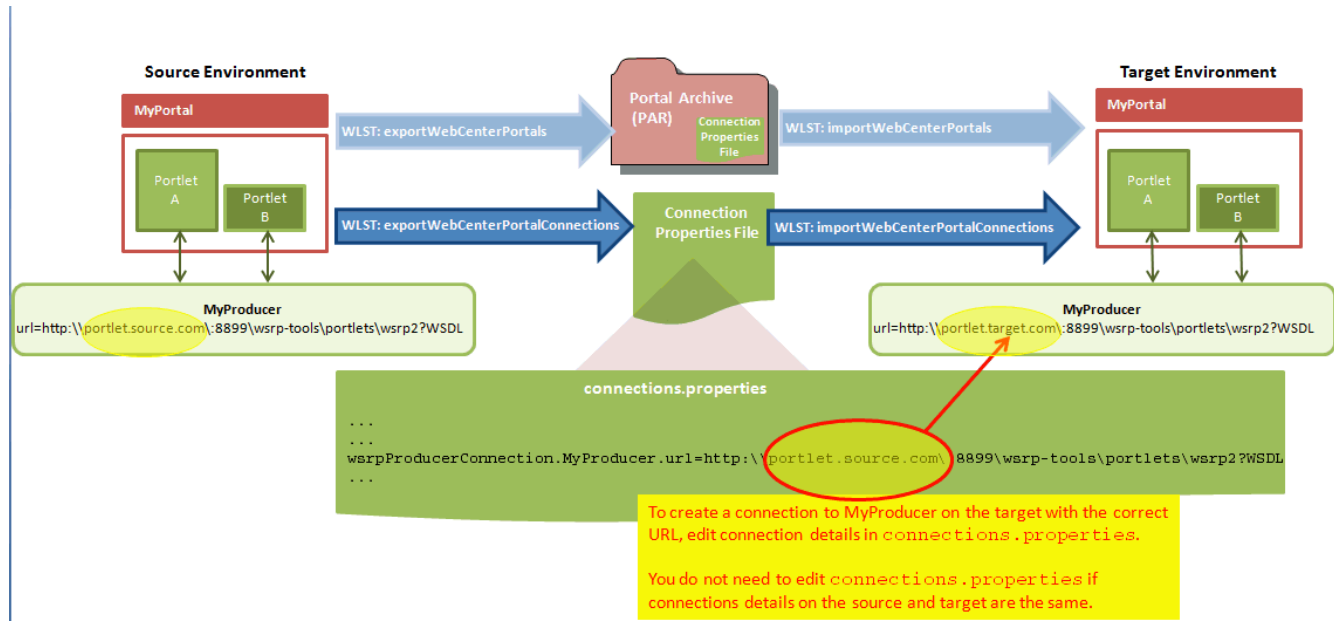 Source Environment
Target Environment
MyPortal
Portlet
A
Portlet
B
WLST: exportWebCenterPortals
Portal Archive
(PAR)
Connection
Properties
File
WLST: importWebCenterPortals
MyPortal
Portlet
A
Portlet
B
WLST: exportWebCenterPortalConnections
Connection
Properties File
WLST: importWebCenterPortalConnections
MyProducer
url=http:\\portlet.source.com\:8899\wsrp-tools\portlets\wsrp2?WSDL
MyProducer
url=http:\\portlet.target.com\:8899\wsrp-tools\portlets\wsrp2?WSDL
connections.properties
...
...
wsrpProducerConnection.MyProducer.url=http:\\portlet.source.com\:8899\wsrp-tools\portlets\wsrp2?WSDL
...
To create a connection to MyProducer on the target with the correct
URL, edit connection details in connections.properties.
You do not need to edit connections.properties if
connections details on the source and target are the same.